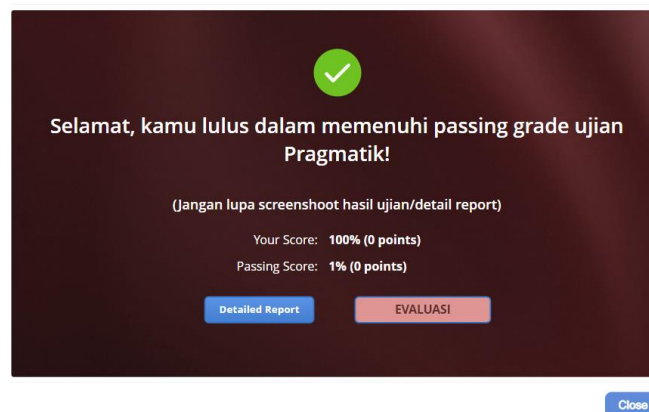 Selamat, kamu lulus dalam memenuhi passing grade ujian
Pragmatik!
(Jangan lupa screenshoot hasil ujian/detail report)
Your Score: 100% (0 points)
Passing Score: 1% (0 points)
Detailed Report
EVALUASI
Close